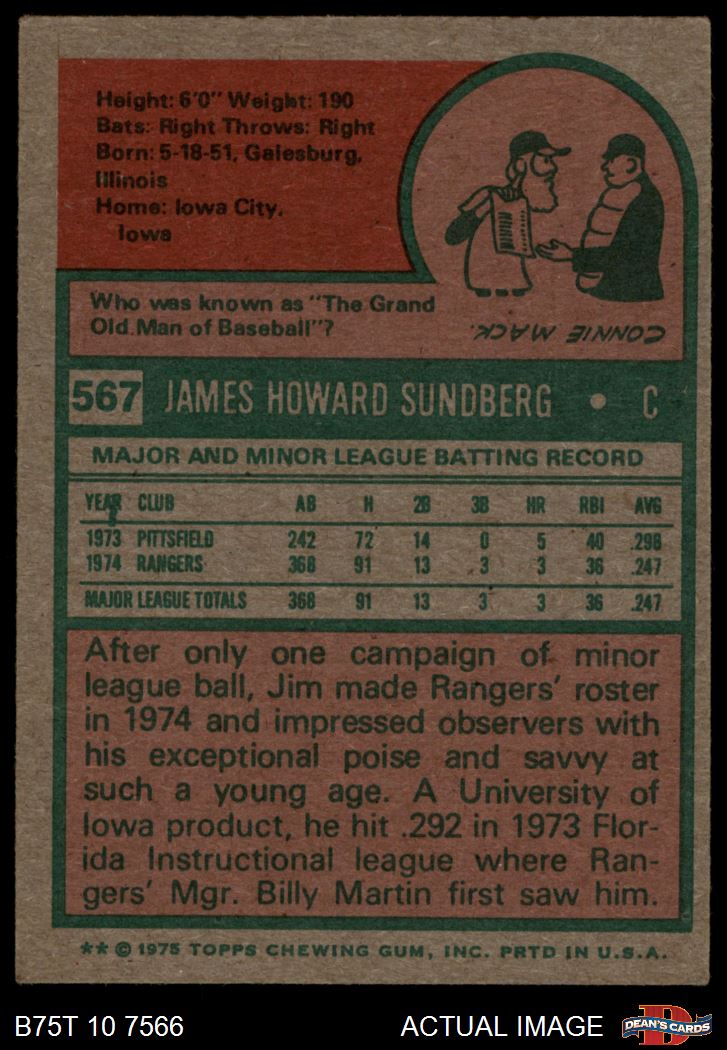 Height: 6'0" Weight: 190
Bats: Right Throws: Right
Born: 5-18-51, Galesburg,
Illinois
Home: Iowa City,
Iowa
Who was known as "The Grand
Old Man of Baseball"?
CONNIE MACK.
567 JAMES HOWARD SUNDBERG • C
MAJOR AND MINOR LEAGUE BATTING RECORD
YEAR CLUB AB H 2B 3B HR RBI AVG
1973 PITTSFIELD 242 72 14 0 5 40 .298
1974 RANGERS 368 91 13 3 3 36 .247
MAJOR LEAGUE TOTALS 368 91 13 3 3 36 .247
After only one campaign of minor
league ball, Jim made Rangers' roster
in 1974 and impressed observers with
his exceptional poise and savvy at
such a young age. A University of
Iowa product, he hit .292 in 1973 Flor-
ida Instructional league where Ran-
gers' Mgr. Billy Martin first saw him.
** © 1975 TOPPS CHEWING GUM, INC. PRTD IN U.S.A.
B75T 10 7566 ACTUAL IMAGE
D
DEAN'S CARDS